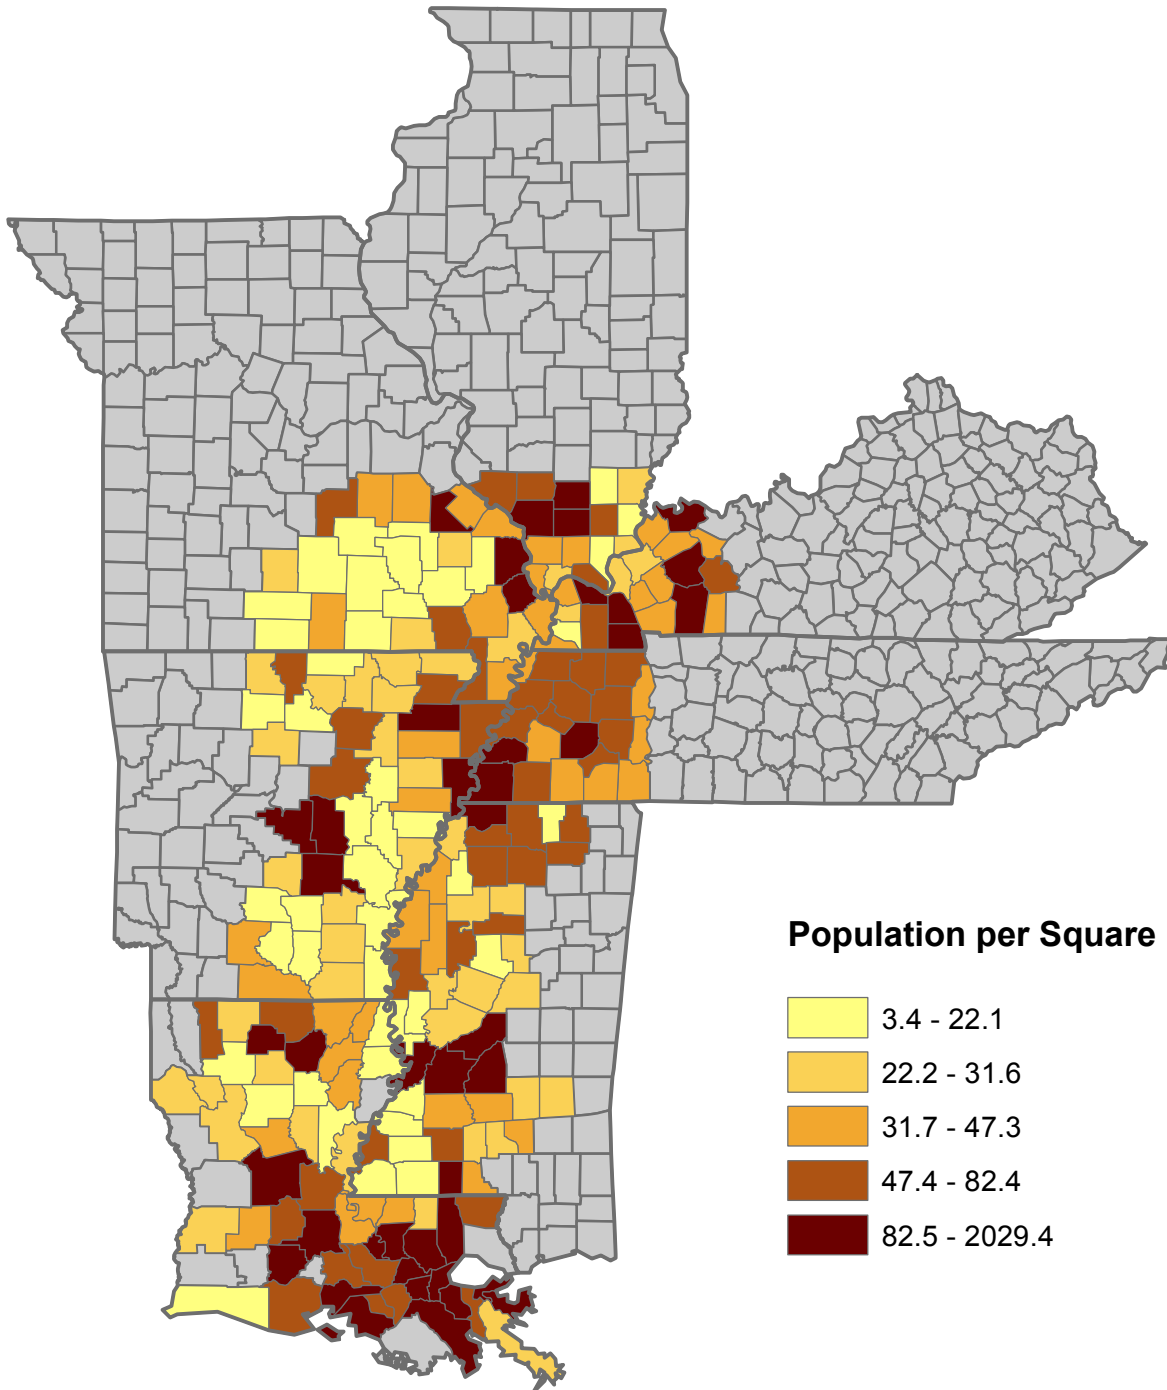 Population per Square
3.4 - 22.1
22.2 - 31.6
31.7 - 47.3
47.4 - 82.4
82.5 - 2029.4